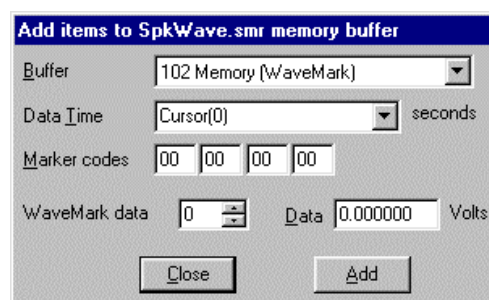 Add items to SpkWave.smr memory buffer
Buffer 102 Memory (WaveMark)
Data Time Cursor(0) seconds
Marker codes 00 00 00 00
WaveMark data 0 Data 0.000000 Volts
Close Add